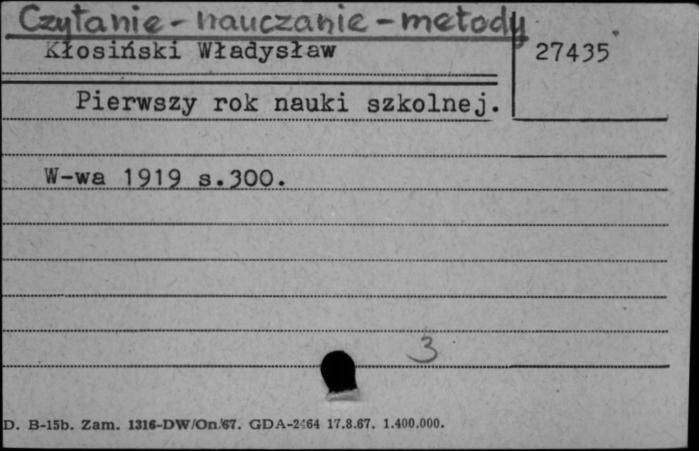 Czytanie - nauczanie - metody
Kłosiński Władysław
27435
Pierwszy rok nauki szkolnej.
W-wa 1919 s.300.
3
D. B-15b. Zam. 1316-DW/On.67. GDA-2464 17.8.67. 1.400.000.